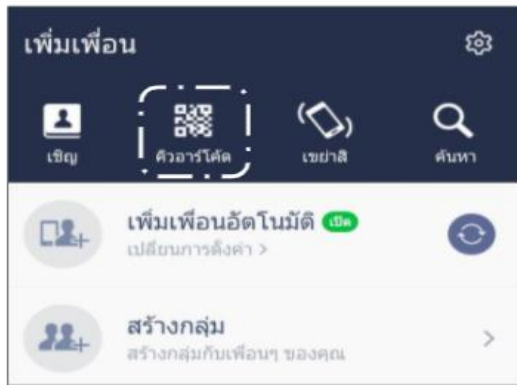 เพิ่มเพื่อน
เชิญ คิวอาร์โค้ด เขย่าสิ ค้นหา
เพิ่มเพื่อนอัตโนมัติ เปิด
เปลี่ยนการตั้งค่า >
สร้างกลุ่ม
สร้างกลุ่มกับเพื่อนๆ ของคุณ